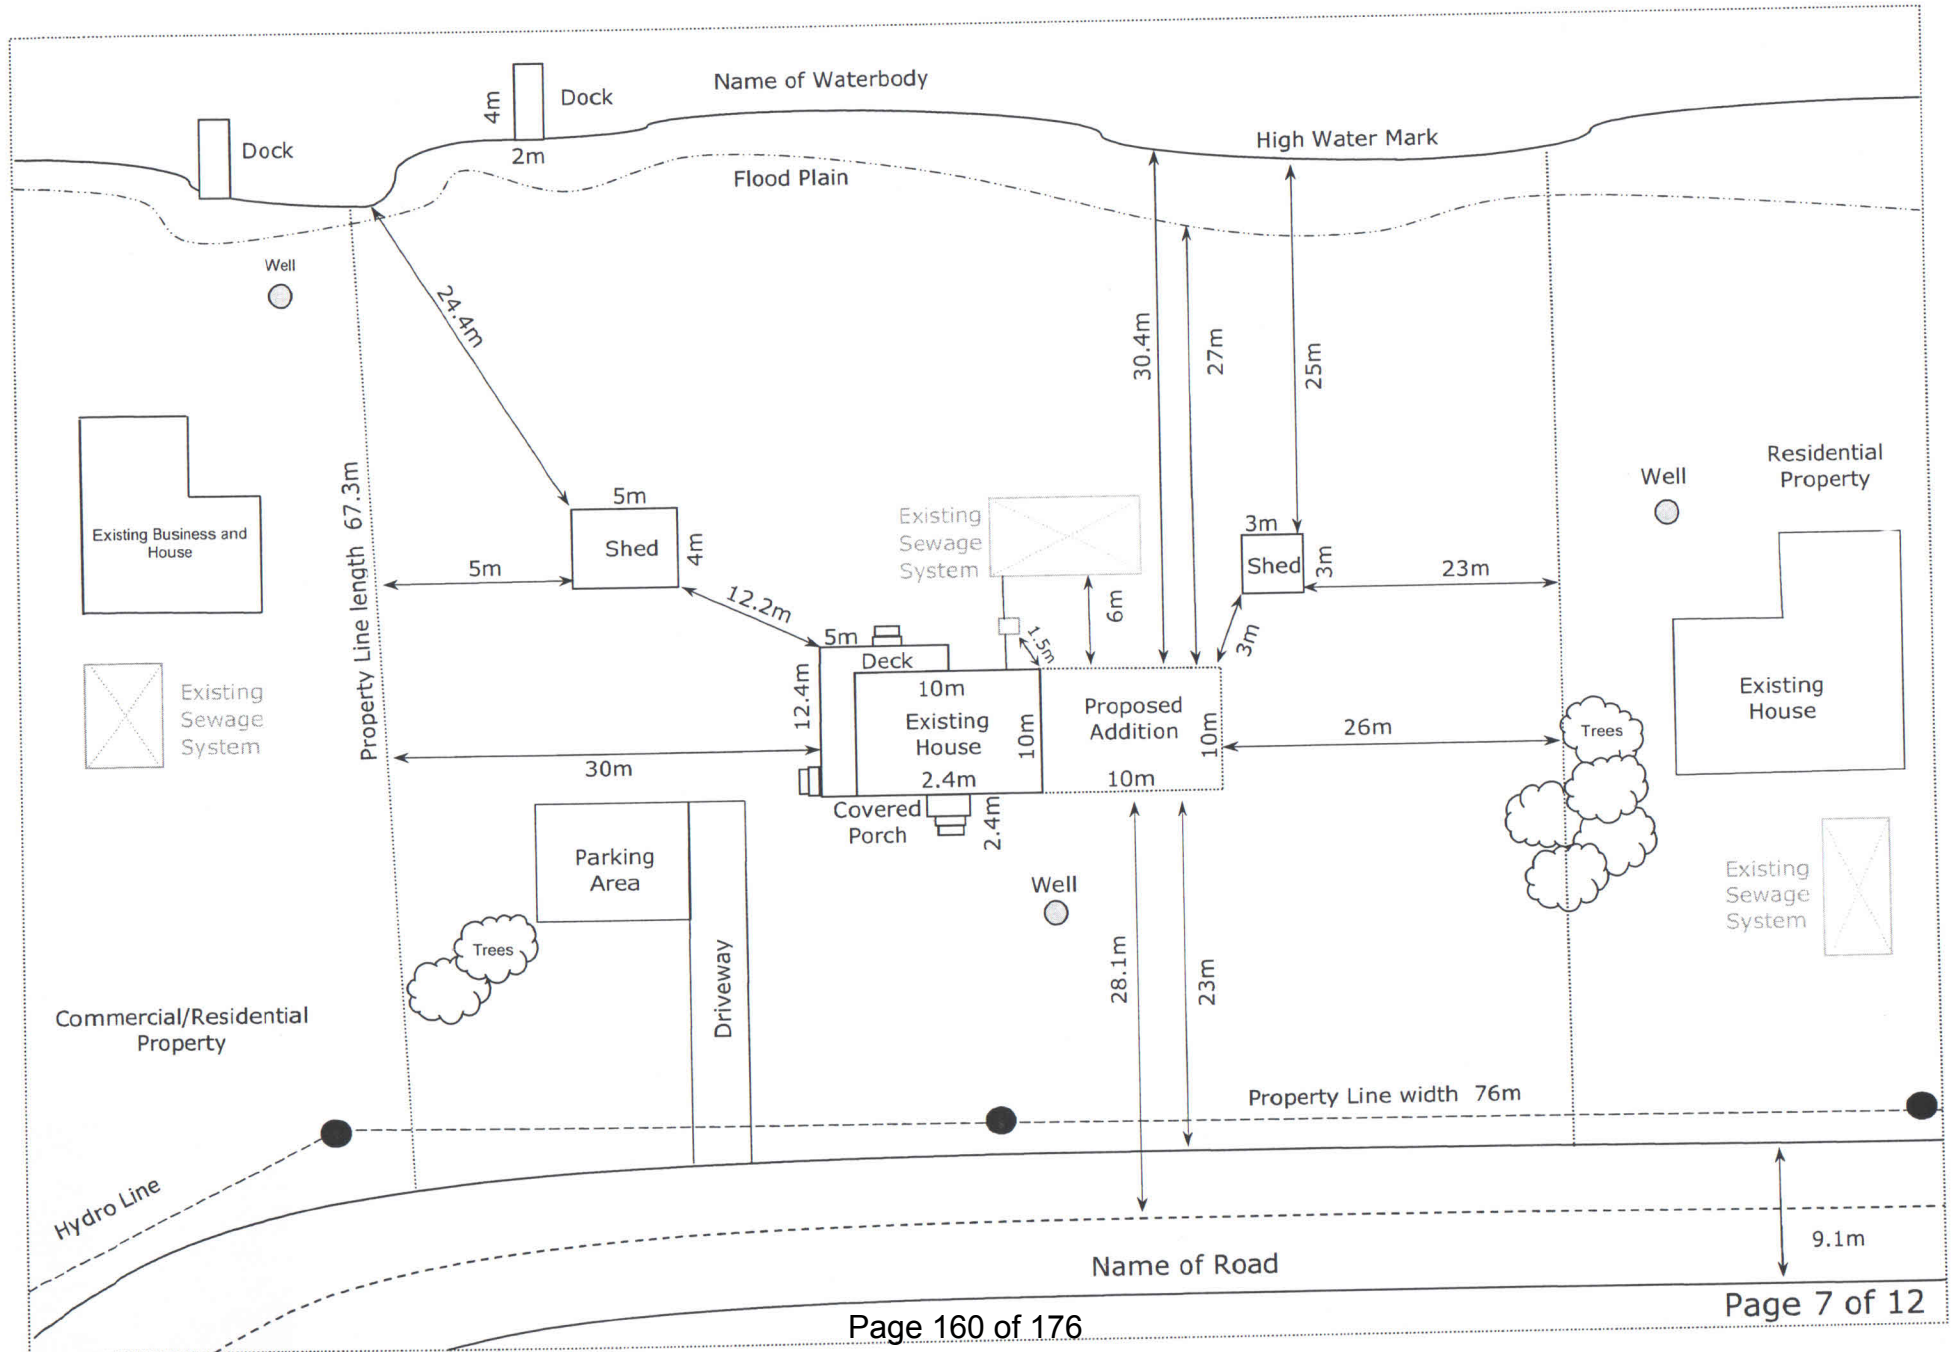 Name of Waterbody
Dock
4m
2m
Dock
High Water Mark
Flood Plain
Well
24.4m
30.4m
27m
25m
Residential
Property
Well
Property Line length 67.3m
5m
Shed
4m
Existing
Sewage
System
3m
Shed
3m
Existing Business and
House
5m
23m
12.2m
6m
1.5m
3m
5m
Deck
12.4m
10m
Existing
House
10m
2.4m
Proposed
Addition
10m
10m
26m
Trees
Existing
House
Existing
Sewage
System
30m
Covered
Porch
2.4m
Parking
Area
Well
Existing
Sewage
System
Trees
Driveway
28.1m
23m
Commercial/Residential
Property
Property Line width 76m
Hydro Line
9.1m
Name of Road
Page 7 of 12
Page 160 of 176